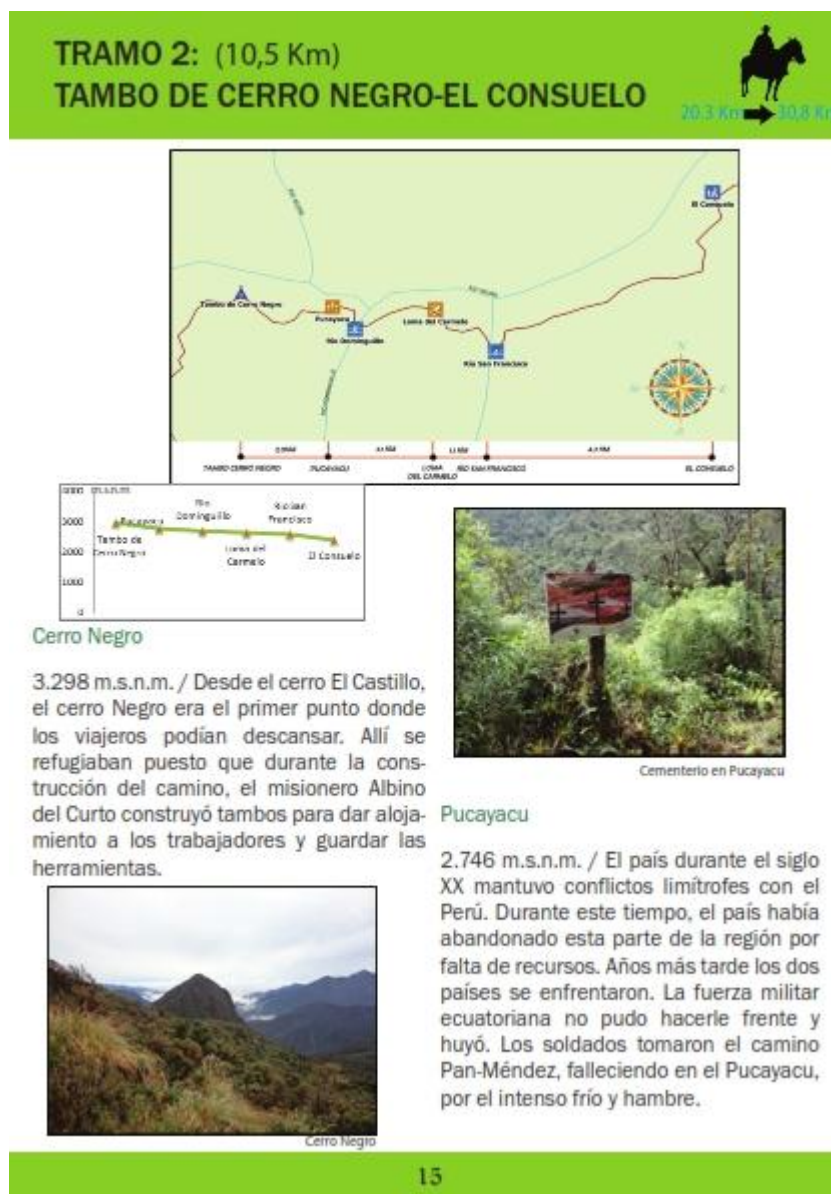 TRAMO 2: (10,5 Km)
TAMBO DE CERRO NEGRO-EL CONSUELO
20.3 Km 30,8 K
El Consuelo
Tambo de Cerro Negro
Pucayacu
Río Dominguillo
Loma del Carmelo
Río San Francisco
TAMBO CERRO NEGRO
PUCAYACU
LOMA
DEL CARMELO
RÍO SAN FRANCISCO
EL CONSUELO
m.s.n.m
3000
2000
1000
0
Tambo de
Cerro Negro
Pucayacu
Río
Dominguillo
Loma del
Carmelo
Río San
Francisco
El Consuelo
Cerro Negro
3.298 m.s.n.m. / Desde el cerro El Castillo,
el cerro Negro era el primer punto donde
los viajeros podían descansar. Allí se
refugiaban puesto que durante la cons-
trucción del camino, el misionero Albino
del Curto construyó tambos para dar aloja-
miento a los trabajadores y guardar las
herramientas.
Cerro Negro
Cementerio en Pucayacu
Pucayacu
2.746 m.s.n.m. / El país durante el siglo
XX mantuvo conflictos limítrofes con el
Perú. Durante este tiempo, el país había
abandonado esta parte de la región por
falta de recursos. Años más tarde los dos
países se enfrentaron. La fuerza militar
ecuatoriana no pudo hacerle frente y
huyó. Los soldados tomaron el camino
Pan-Méndez, falleciendo en el Pucayacu,
por el intenso frío y hambre.
15